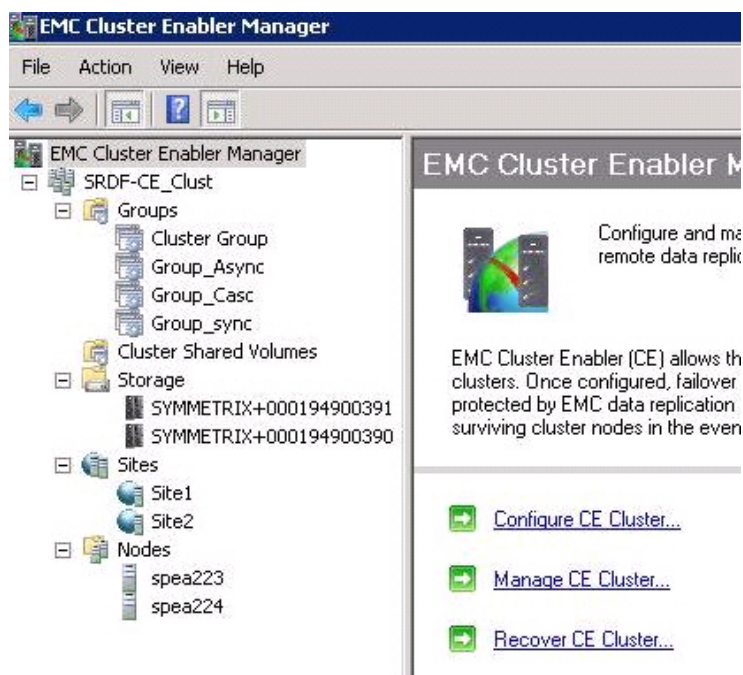 EMC Cluster Enabler Manager
File Action View Help
EMC Cluster Enabler Manager
SRDF-CE_Clust
Groups
Cluster Group
Group_Async
Group_Casc
Group_sync
Cluster Shared Volumes
Storage
SYMMETRIX+000194900391
SYMMETRIX+000194900390
Sites
Site1
Site2
Nodes
spea223
spea224
EMC Cluster Enabler M
Configure and ma
remote data replic
EMC Cluster Enabler (CE) allows th
clusters. Once configured, failover
protected by EMC data replication
surviving cluster nodes in the even
Configure CE Cluster...
Manage CE Cluster...
Recover CE Cluster...